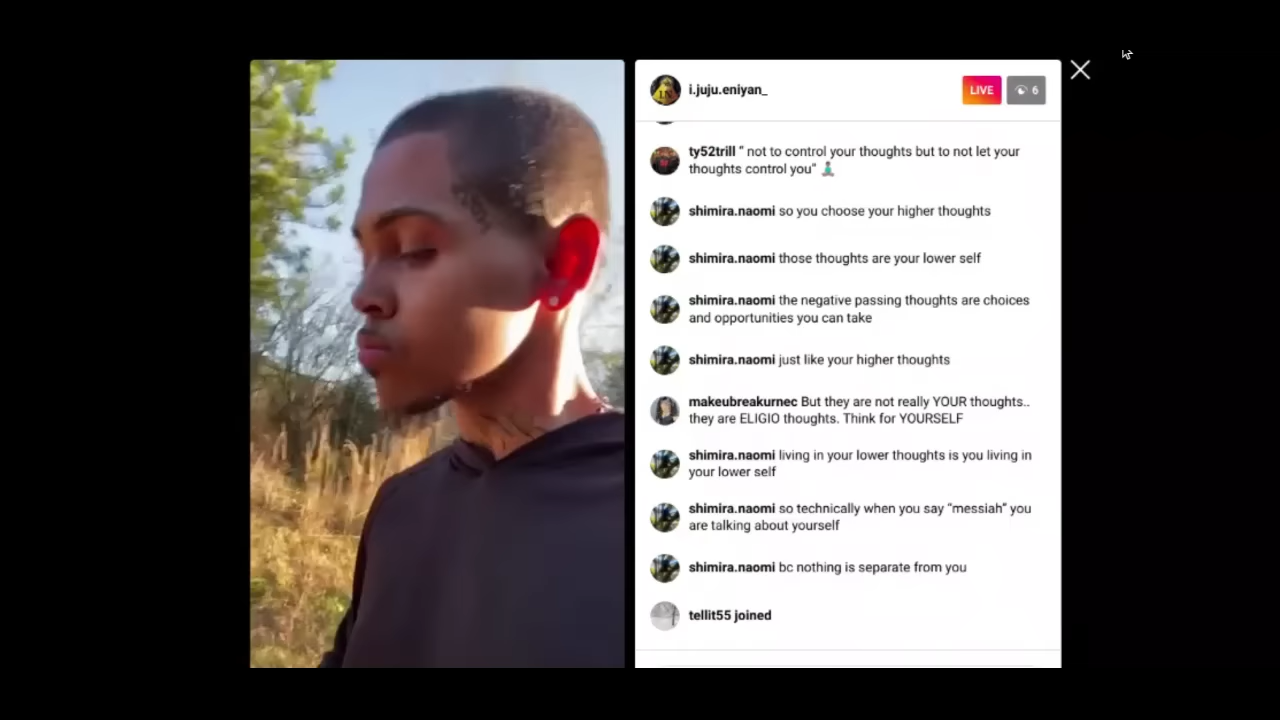 i.juju.eniyan_
LIVE
6
ty52trill " not to control your thoughts but to not let your
thoughts control you"
shimira.naomi so you choose your higher thoughts
shimira.naomi those thoughts are your lower self
shimira.naomi the negative passing thoughts are choices
and opportunities you can take
shimira.naomi just like your higher thoughts
makeubreakurnec But they are not really YOUR thoughts..
they are ELIGIO thoughts. Think for YOURSELF
shimira.naomi living in your lower thoughts is you living in
your lower self
shimira.naomi so technically when you say "messiah" you
are talking about yourself
shimira.naomi bc nothing is separate from you
tellit55 joined